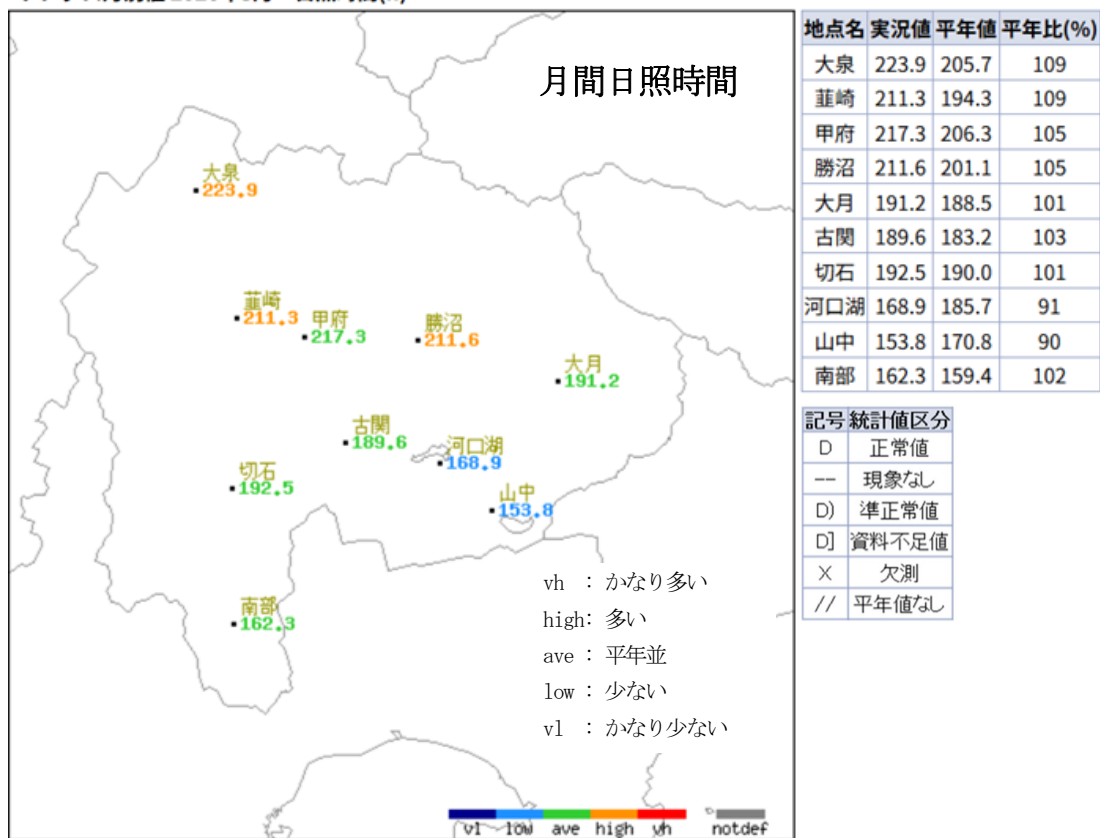 月間日照時間
大泉
223.9
韮崎
211.3
甲府
217.3
勝沼
211.6
大月
191.2
古関
189.6
河口湖
168.9
切石
192.5
山中
153.8
南部
162.3
vh : かなり多い
high: 多い
ave : 平年並
low : 少ない
vl : かなり少ない
vl low ave high vh notdef
地点名 実況値 平年値 平年比(%)
大泉 223.9 205.7 109
韮崎 211.3 194.3 109
甲府 217.3 206.3 105
勝沼 211.6 201.1 105
大月 191.2 188.5 101
古関 189.6 183.2 103
切石 192.5 190.0 101
河口湖 168.9 185.7 91
山中 153.8 170.8 90
南部 162.3 159.4 102
記号 統計値区分
D 正常値
-- 現象なし
D) 準正常値
D] 資料不足値
X 欠測
// 平年値なし